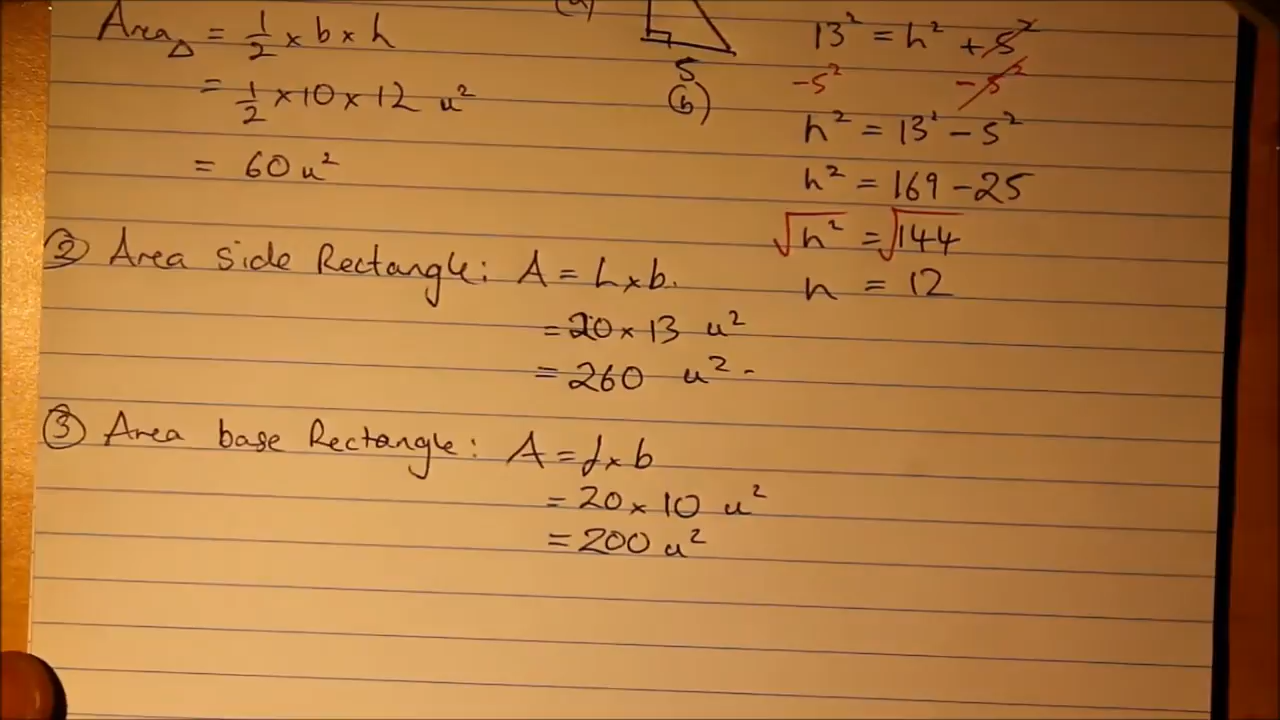 Area△ = 1/2 × b × h
= 1/2 × 10 × 12 u²
= 60 u²
5
(b)
13² = h² + 5²
-5² -5²
h² = 13² - 5²
h² = 169 - 25
√h² = √144
h = 12
② Area side Rectangle: A = L × b.
= 20 × 13 u²
= 260 u² -
③ Area base Rectangle: A = l × b
= 20 × 10 u²
= 200 u²